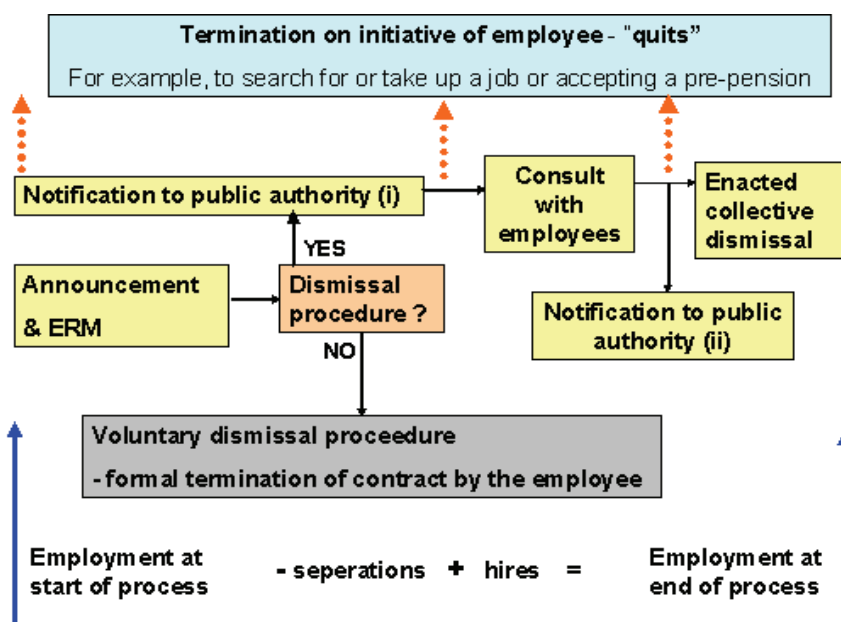 Termination on initiative of employee - "quits”
For example, to search for or take up a job or accepting a pre-pension
Notification to public authority (i)
Consult
with
employees
Enacted
collective
dismissal
YES
Announcement
& ERM
Dismissal
procedure ?
Notification to public
authority (ii)
NO
Voluntary dismissal proceedure
- formal termination of contract by the employee
Employment at
start of process
- seperations + hires =
Employment at
end of process